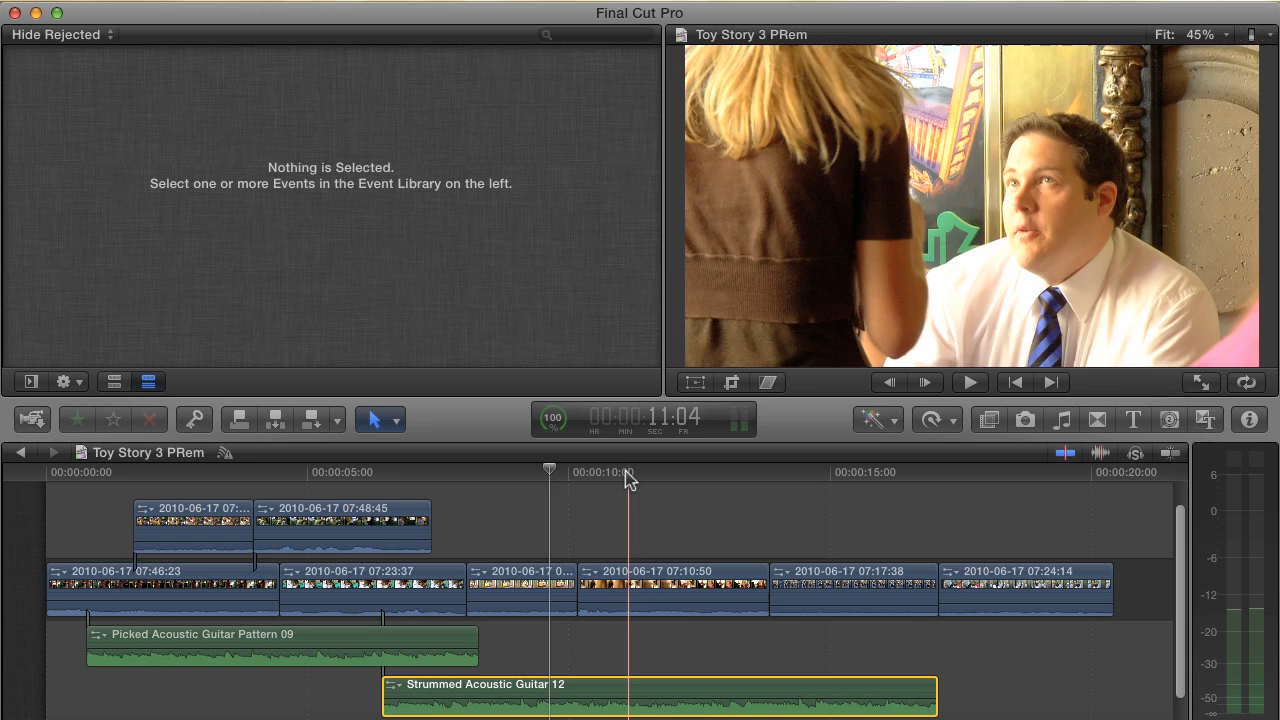 Final Cut Pro
Hide Rejected
Toy Story 3 PRem
Fit: 45%
Nothing is Selected.
Select one or more Events in the Event Library on the left.
100
%
00:00:11:04
HR MIN SEC FR
Toy Story 3 PRem
00:00:00:00
00:00:05:00
00:00:10:00
00:00:15:00
00:00:20:00
2010-06-17 07:...
2010-06-17 07:48:45
2010-06-17 07:46:23
2010-06-17 07:23:37
2010-06-17 0...
2010-06-17 07:10:50
2010-06-17 07:17:38
2010-06-17 07:24:14
Picked Acoustic Guitar Pattern 09
Strummed Acoustic Guitar 12
6
0
-6
-12
-20
-30
-50
-∞